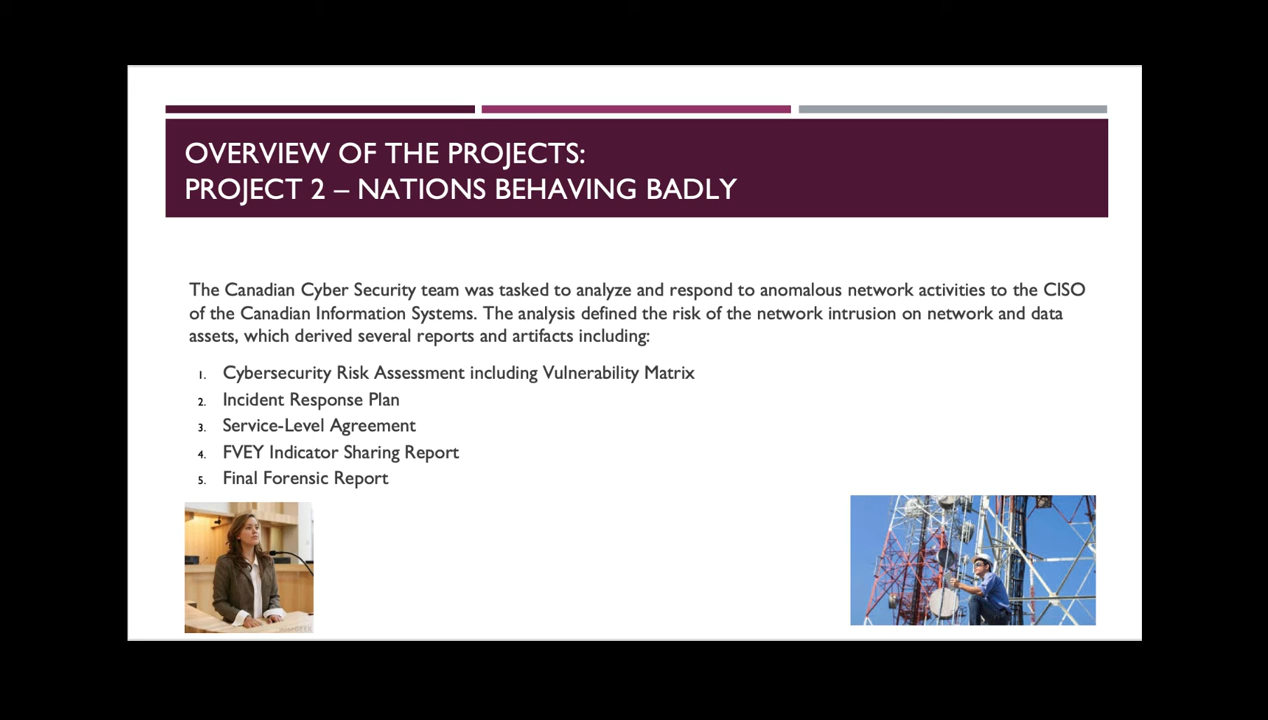 OVERVIEW OF THE PROJECTS:
PROJECT 2 – NATIONS BEHAVING BADLY
The Canadian Cyber Security team was tasked to analyze and respond to anomalous network activities to the CISO
of the Canadian Information Systems. The analysis defined the risk of the network intrusion on network and data
assets, which derived several reports and artifacts including:
1. Cybersecurity Risk Assessment including Vulnerability Matrix
2. Incident Response Plan
3. Service-Level Agreement
4. FVEY Indicator Sharing Report
5. Final Forensic Report